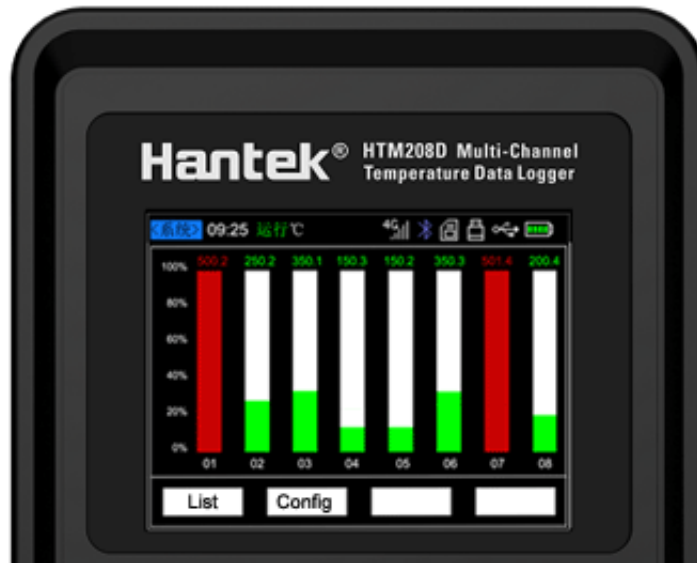 Hantek® HTM208D Multi-Channel
Temperature Data Logger
<系统> 09:25 运行℃ 4G
100% 500.2 250.2 350.1 150.3 150.2 350.3 501.4 200.4
80%
60%
40%
20%
0%
01 02 03 04 05 06 07 08
List Config